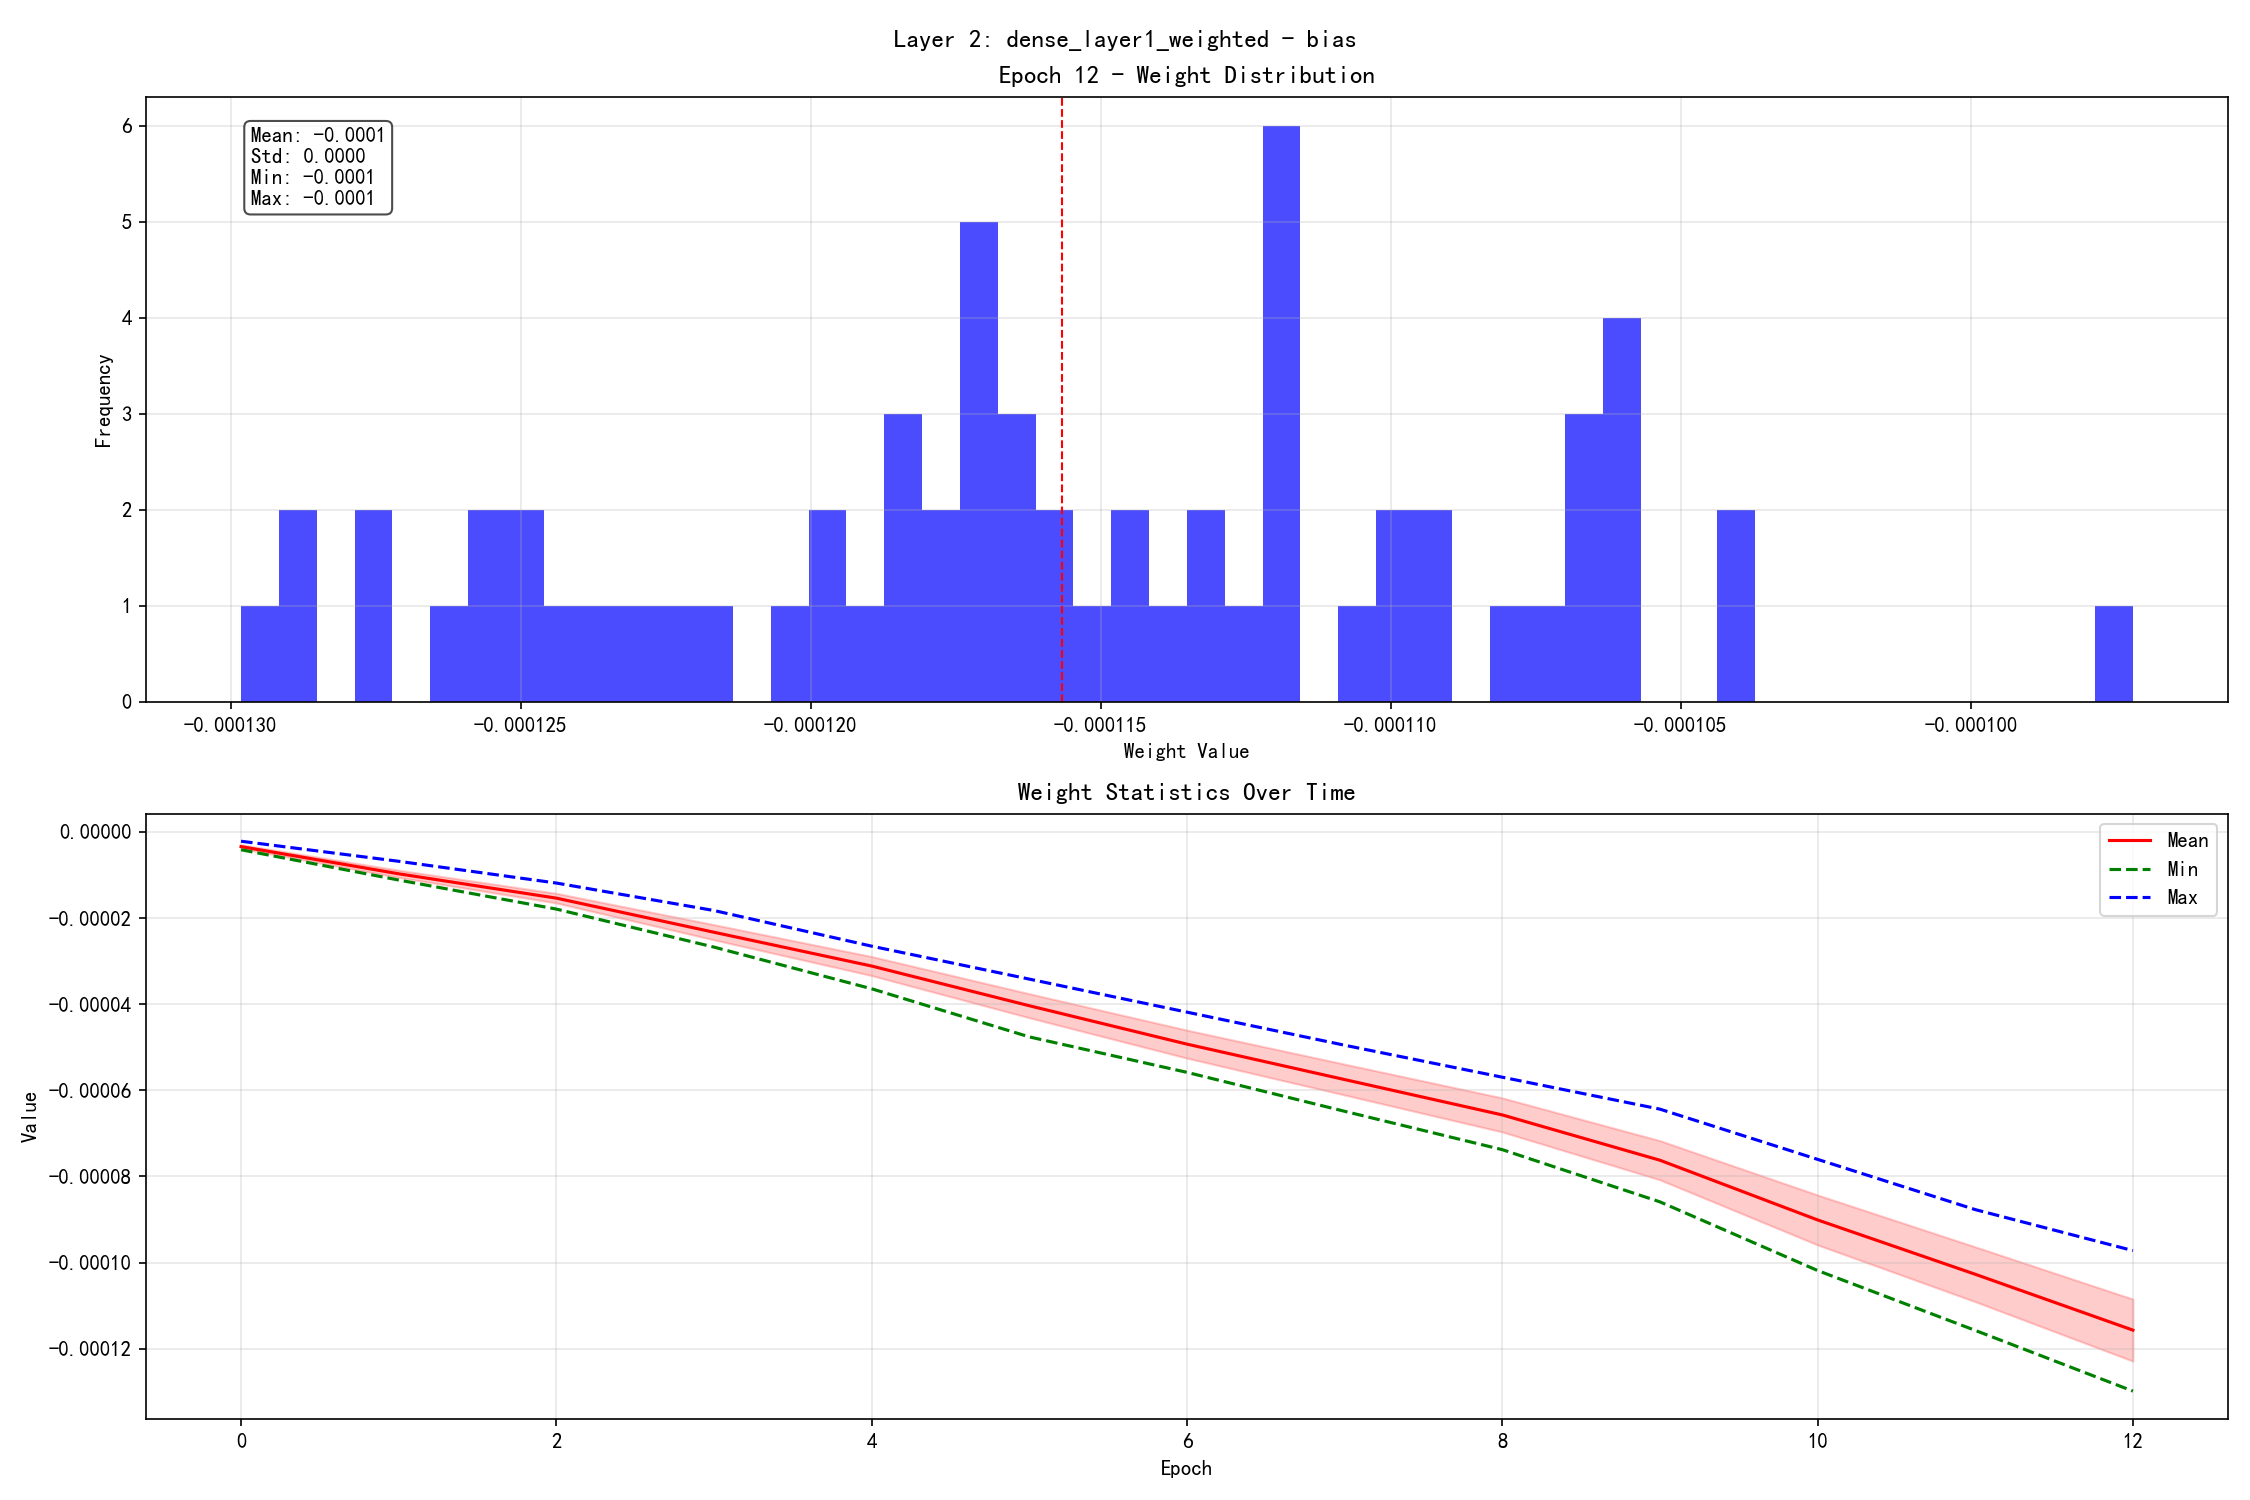 Layer 2: dense_layer1_weighted - bias
Epoch 12 - Weight Distribution
Mean: -0.0001
Std: 0.0000
Min: -0.0001
Max: -0.0001
6
5
4
3
2
1
0
Frequency
-0.000130 -0.000125 -0.000120 -0.000115 -0.000110 -0.000105 -0.000100
Weight Value
Weight Statistics Over Time
Mean
Min
Max
0.00000
-0.00002
-0.00004
-0.00006
-0.00008
-0.00010
-0.00012
Value
0 2 4 6 8 10 12
Epoch